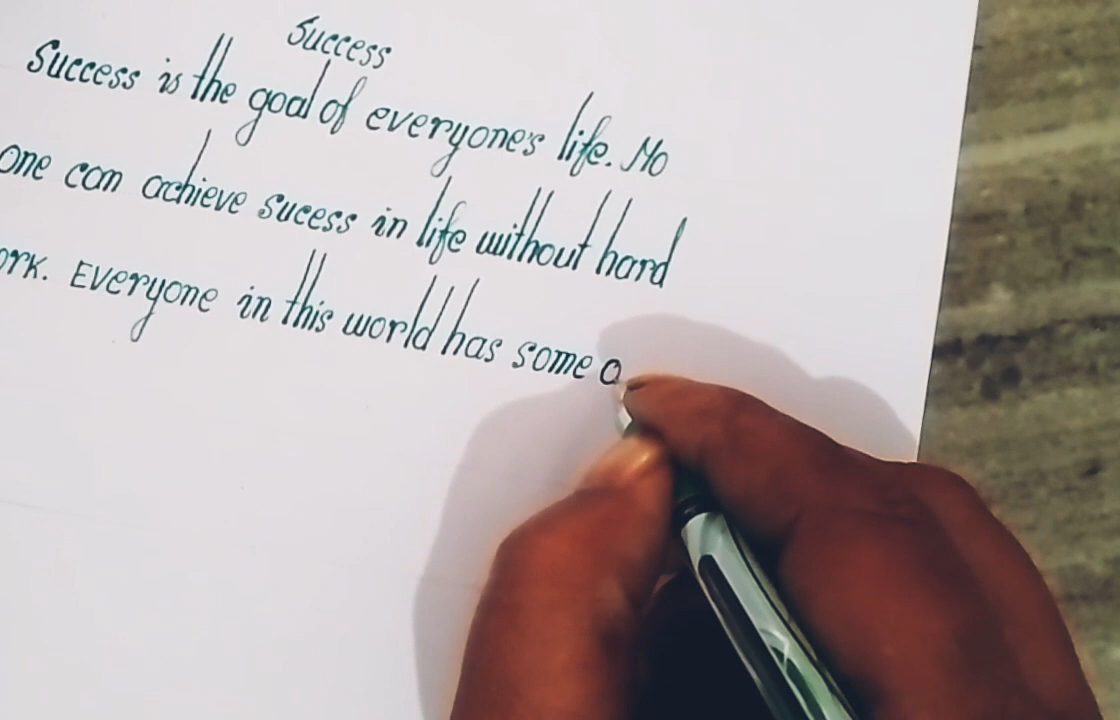 Success
Success is the goal of everyone's life. No
one can achieve sucess in life without hard
ork. Everyone in this world has some a